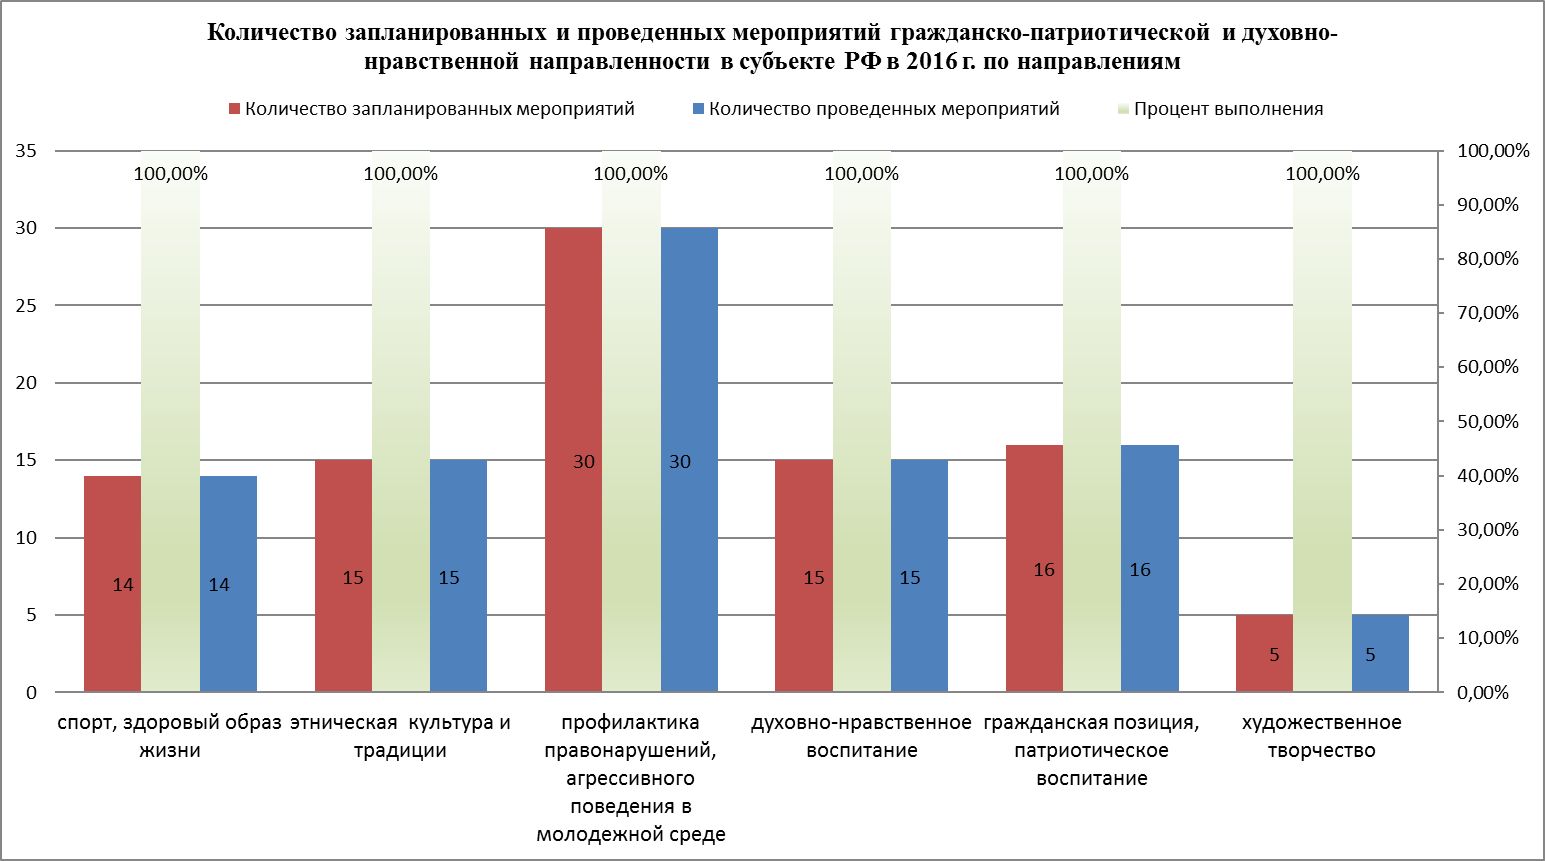 Количество запланированных и проведенных мероприятий гражданско-патриотической и духовно-
нравственной направленности в субъекте РФ в 2016 г. по направлениям
Количество запланированных мероприятий
Количество проведенных мероприятий
Процент выполнения
35
30
25
20
15
10
5
0
100,00%
100,00%
100,00%
100,00%
100,00%
100,00%
14
14
15
15
30
30
15
15
16
16
5
5
100,00%
90,00%
80,00%
70,00%
60,00%
50,00%
40,00%
30,00%
20,00%
10,00%
0,00%
спорт, здоровый образ
жизни
этническая культура и
традиции
профилактика
правонарушений,
агрессивного
поведения в
молодежной среде
духовно-нравственное
воспитание
гражданская позиция,
патриотическое
воспитание
художественное
творчество